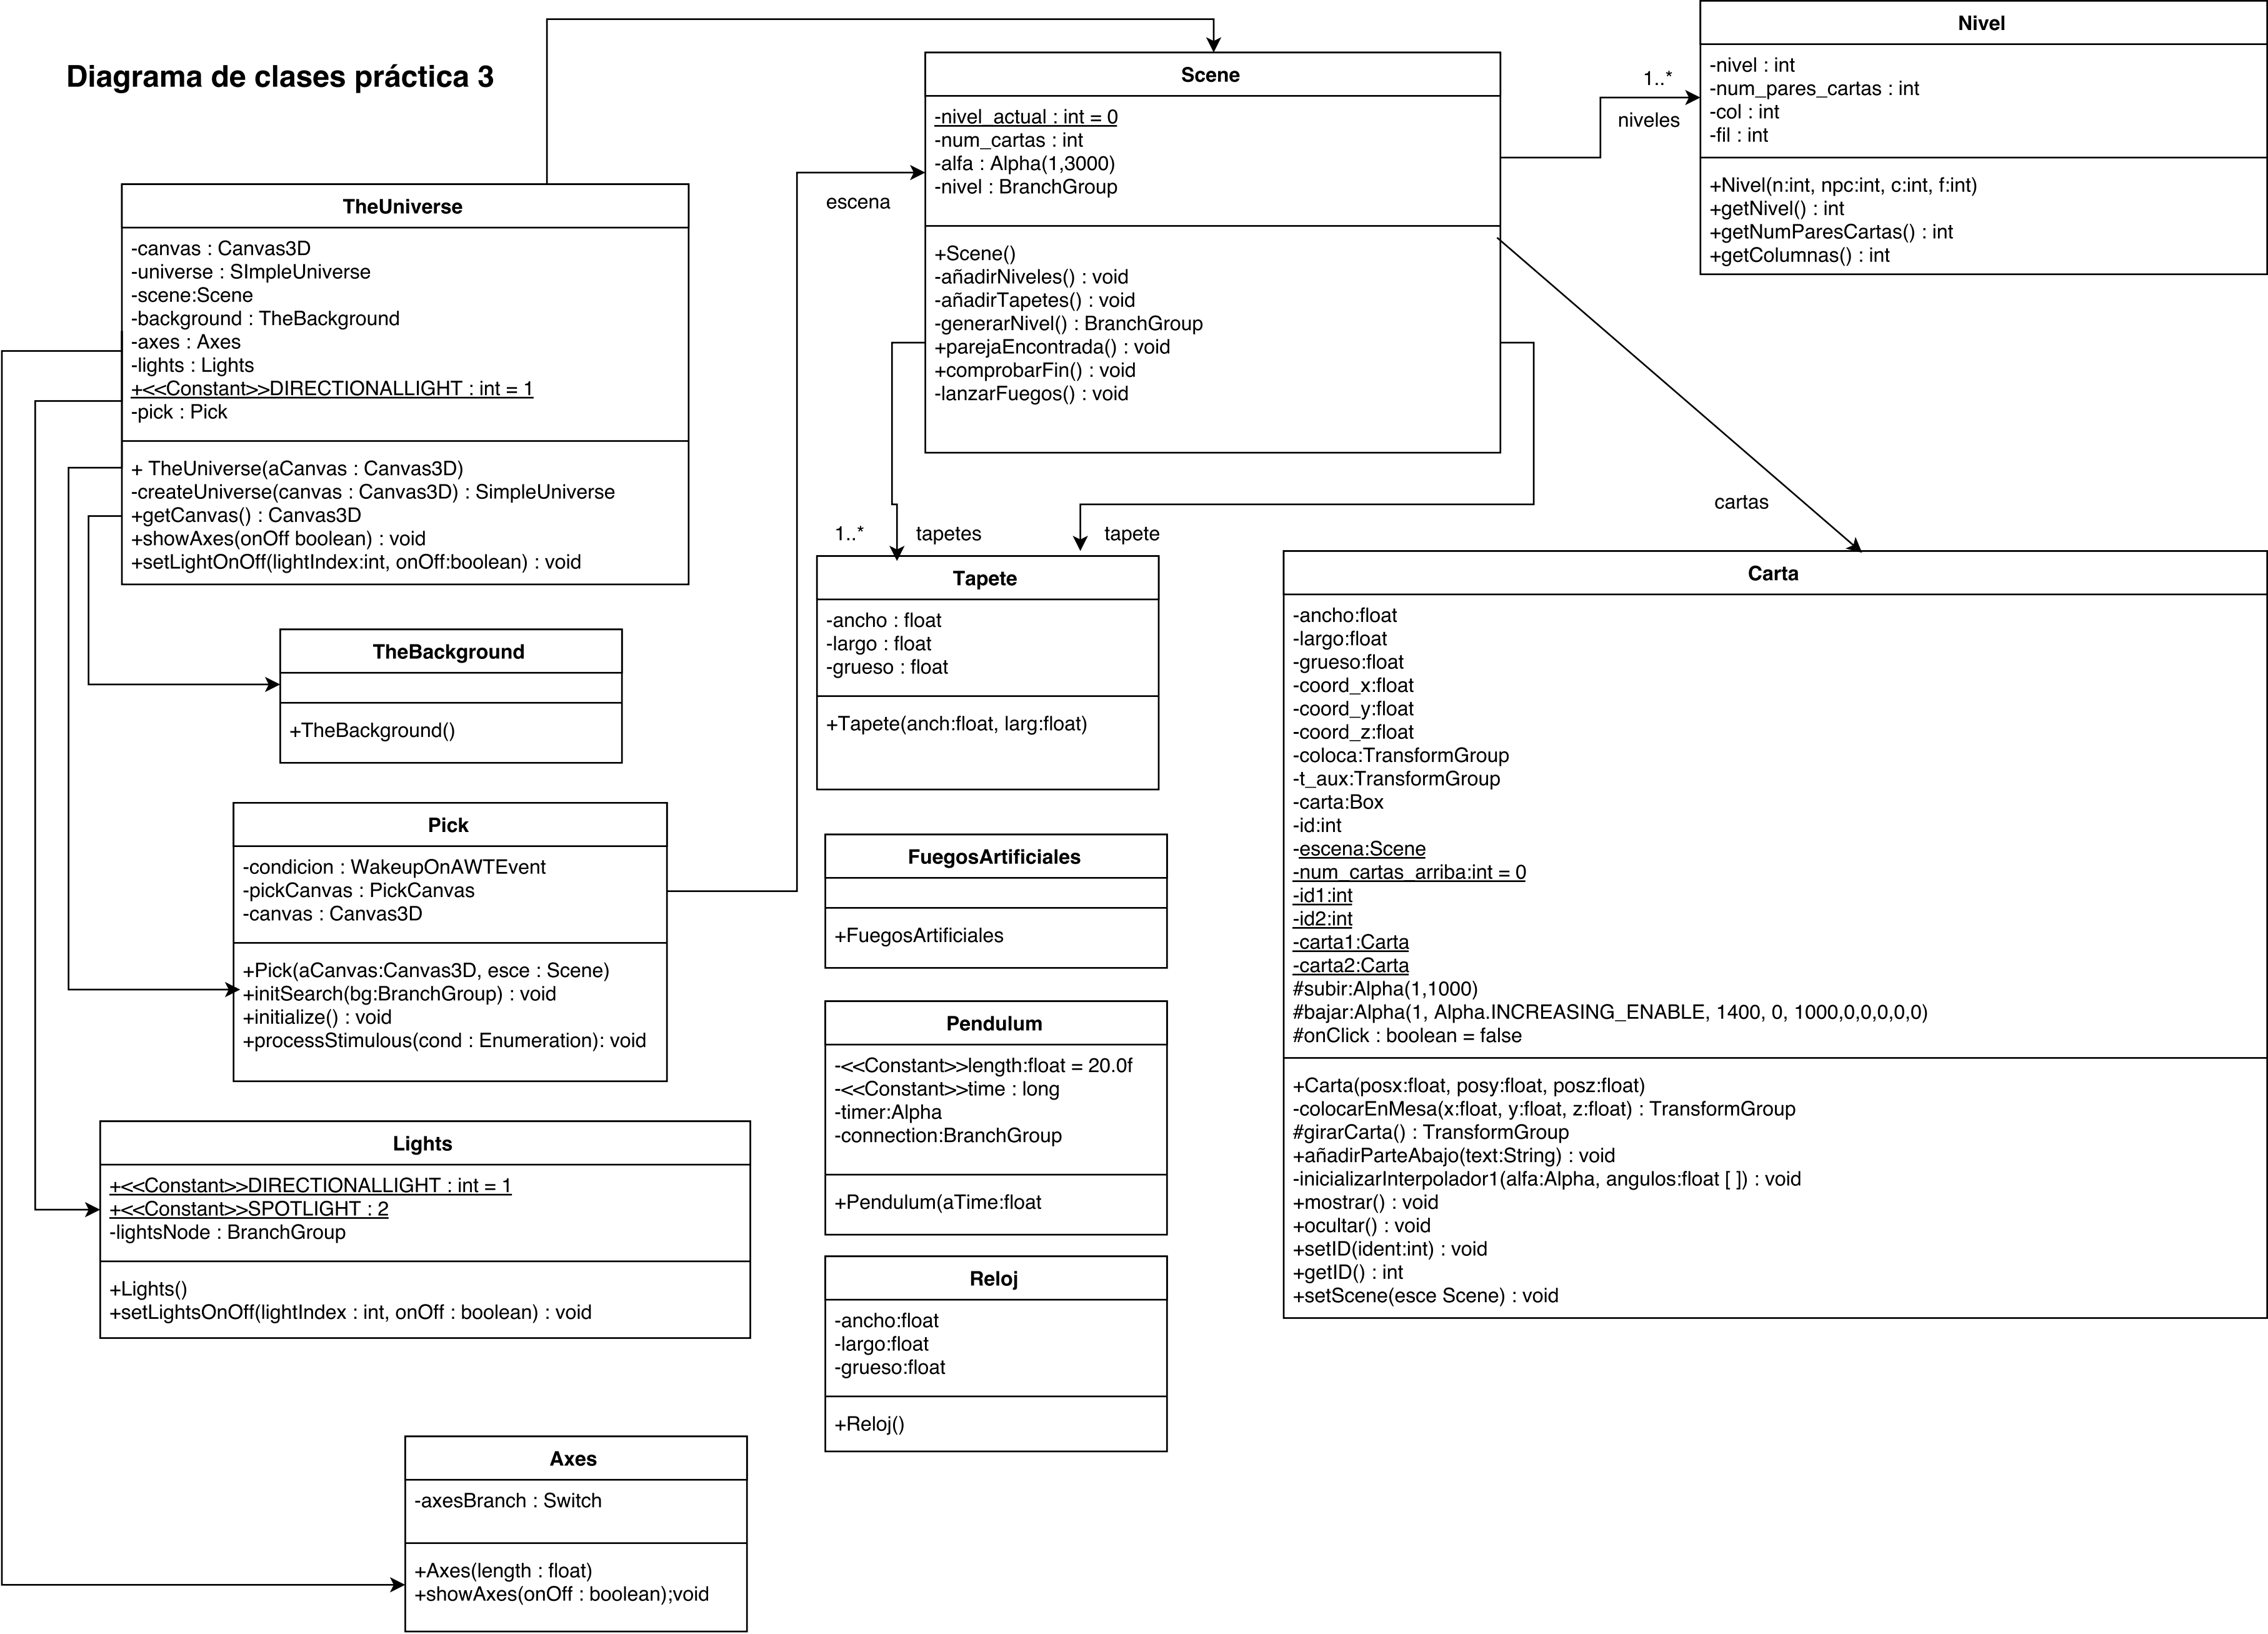 Diagrama de clases práctica 3
TheUniverse
-canvas : Canvas3D
-universe : SImpleUniverse
-scene:Scene
-background : TheBackground
-axes : Axes
-lights : Lights
+<<Constant>>DIRECTIONALLIGHT : int = 1
-pick : Pick
+ TheUniverse(aCanvas : Canvas3D)
-createUniverse(canvas : Canvas3D) : SimpleUniverse
+getCanvas() : Canvas3D
+showAxes(onOff boolean) : void
+setLightOnOff(lightIndex:int, onOff:boolean) : void
TheBackground
+TheBackground()
Pick
-condicion : WakeupOnAWTEvent
-pickCanvas : PickCanvas
-canvas : Canvas3D
+Pick(aCanvas:Canvas3D, esce : Scene)
+initSearch(bg:BranchGroup) : void
+initialize() : void
+processStimulous(cond : Enumeration): void
Lights
+<<Constant>>DIRECTIONALLIGHT : int = 1
+<<Constant>>SPOTLIGHT : 2
-lightsNode : BranchGroup
+Lights()
+setLightsOnOff(lightIndex : int, onOff : boolean) : void
Axes
-axesBranch : Switch
+Axes(length : float)
+showAxes(onOff : boolean);void
escena
Scene
-nivel_actual : int = 0
-num_cartas : int
-alfa : Alpha(1,3000)
-nivel : BranchGroup
+Scene()
-añadirNiveles() : void
-añadirTapetes() : void
-generarNivel() : BranchGroup
+parejaEncontrada() : void
+comprobarFin() : void
-lanzarFuegos() : void
1..*
tapetes
tapete
Tapete
-ancho : float
-largo : float
-grueso : float
+Tapete(anch:float, larg:float)
FuegosArtificiales
+FuegosArtificiales
Pendulum
-<<Constant>>length:float = 20.0f
-<<Constant>>time : long
-timer:Alpha
-connection:BranchGroup
+Pendulum(aTime:float
Reloj
-ancho:float
-largo:float
-grueso:float
+Reloj()
1..*
niveles
Nivel
-nivel : int
-num_pares_cartas : int
-col : int
-fil : int
+Nivel(n:int, npc:int, c:int, f:int)
+getNivel() : int
+getNumParesCartas() : int
+getColumnas() : int
cartas
Carta
-ancho:float
-largo:float
-grueso:float
-coord_x:float
-coord_y:float
-coord_z:float
-coloca:TransformGroup
-t_aux:TransformGroup
-carta:Box
-id:int
-escena:Scene
-num_cartas_arriba:int = 0
-id1:int
-id2:int
-carta1:Carta
-carta2:Carta
#subir:Alpha(1,1000)
#bajar:Alpha(1, Alpha.INCREASING_ENABLE, 1400, 0, 1000,0,0,0,0,0)
#onClick : boolean = false
+Carta(posx:float, posy:float, posz:float)
-colocarEnMesa(x:float, y:float, z:float) : TransformGroup
#girarCarta() : TransformGroup
+añadirParteAbajo(text:String) : void
-inicializarInterpolador1(alfa:Alpha, angulos:float [ ]) : void
+mostrar() : void
+ocultar() : void
+setID(ident:int) : void
+getID() : int
+setScene(esce Scene) : void